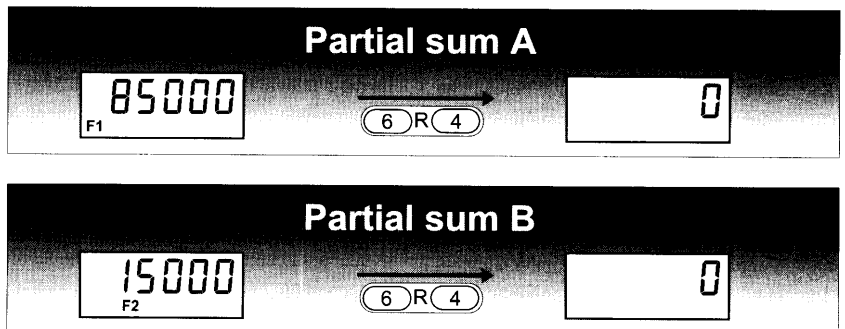 Partial sum A
85000
F1
6 R 4
0
Partial sum B
15000
F2
6 R 4
0